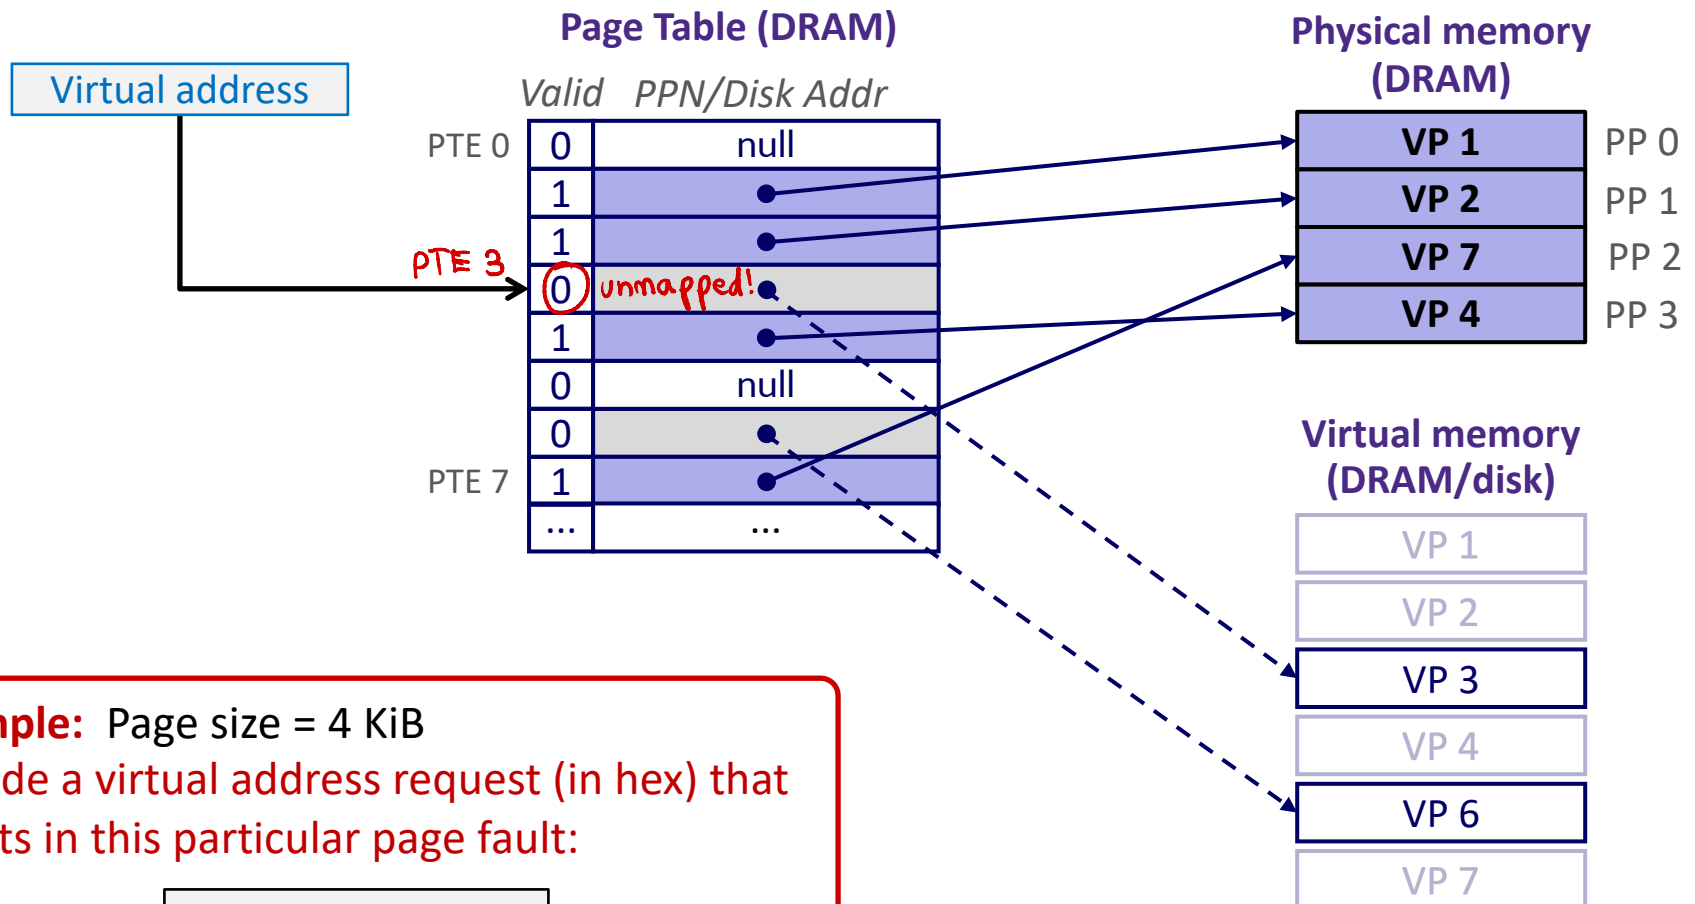 Page Table (DRAM)
Physical memory
(DRAM)
Virtual address
Valid PPN/Disk Addr
PTE 0 0 null
VP 1 PP 0
1
VP 2 PP 1
1
PTE 3 0 unmapped!
VP 7 PP 2
1
VP 4 PP 3
0 null
0
PTE 7 1
... ...
Virtual memory
(DRAM/disk)
VP 1
VP 2
VP 3
VP 4
VP 6
VP 7
nple: Page size = 4 KiB
de a virtual address request (in hex) that
ts in this particular page fault: